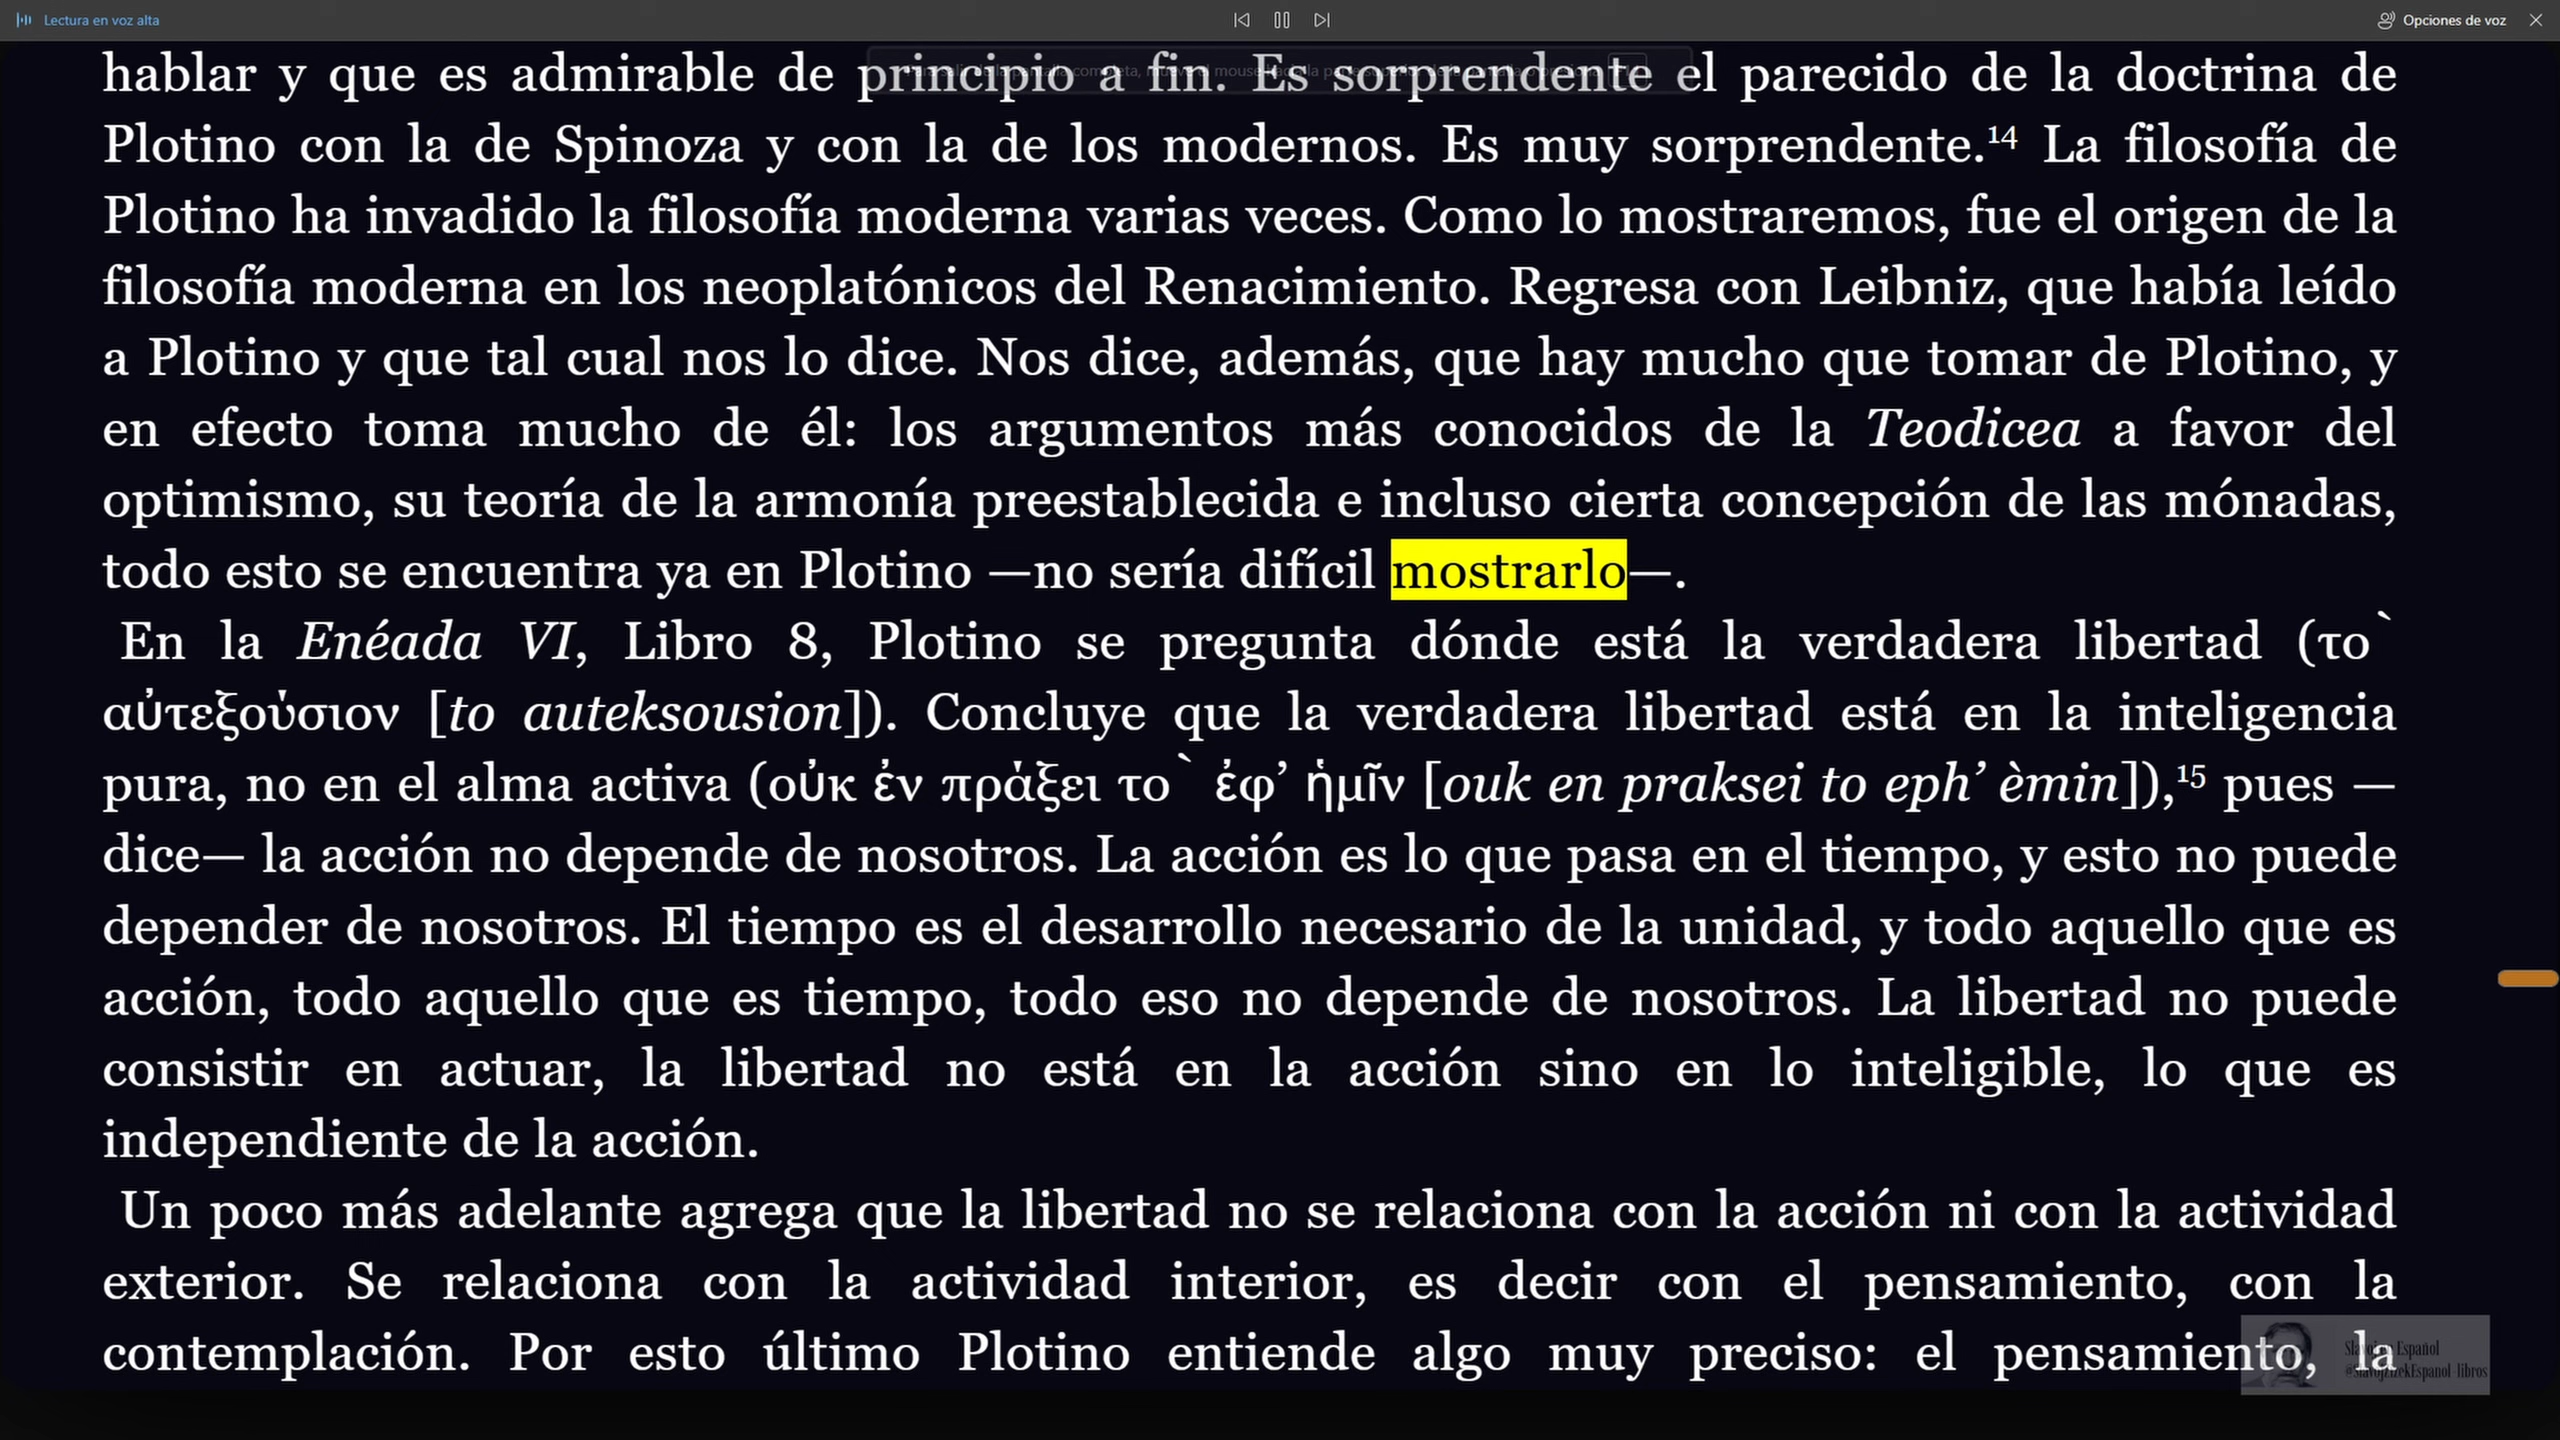 Lectura en voz alta
Opciones de voz
hablar y que es admirable de principio a fin. Es sorprendente el parecido de la doctrina de
Plotino con la de Spinoza y con la de los modernos. Es muy sorprendente.¹⁴ La filosofía de
Plotino ha invadido la filosofía moderna varias veces. Como lo mostraremos, fue el origen de la
filosofía moderna en los neoplatónicos del Renacimiento. Regresa con Leibniz, que había leído
a Plotino y que tal cual nos lo dice. Nos dice, además, que hay mucho que tomar de Plotino, y
en efecto toma mucho de él: los argumentos más conocidos de la Teodicea a favor del
optimismo, su teoría de la armonía preestablecida e incluso cierta concepción de las mónadas,
todo esto se encuentra ya en Plotino —no sería difícil mostrarlo—.
En la Enéada VI, Libro 8, Plotino se pregunta dónde está la verdadera libertad (το`
αὐτεξούσιον [to auteksousion]). Concluye que la verdadera libertad está en la inteligencia
pura, no en el alma activa (οὐκ ἐν πράξει το` ἐφ’ ἡμῖν [ouk en praksei to eph’ èmin]),¹⁵ pues —
dice— la acción no depende de nosotros. La acción es lo que pasa en el tiempo, y esto no puede
depender de nosotros. El tiempo es el desarrollo necesario de la unidad, y todo aquello que es
acción, todo aquello que es tiempo, todo eso no depende de nosotros. La libertad no puede
consistir en actuar, la libertad no está en la acción sino en lo inteligible, lo que es
independiente de la acción.
Un poco más adelante agrega que la libertad no se relaciona con la acción ni con la actividad
exterior. Se relaciona con la actividad interior, es decir con el pensamiento, con la
contemplación. Por esto último Plotino entiende algo muy preciso: el pensamiento, la
Español